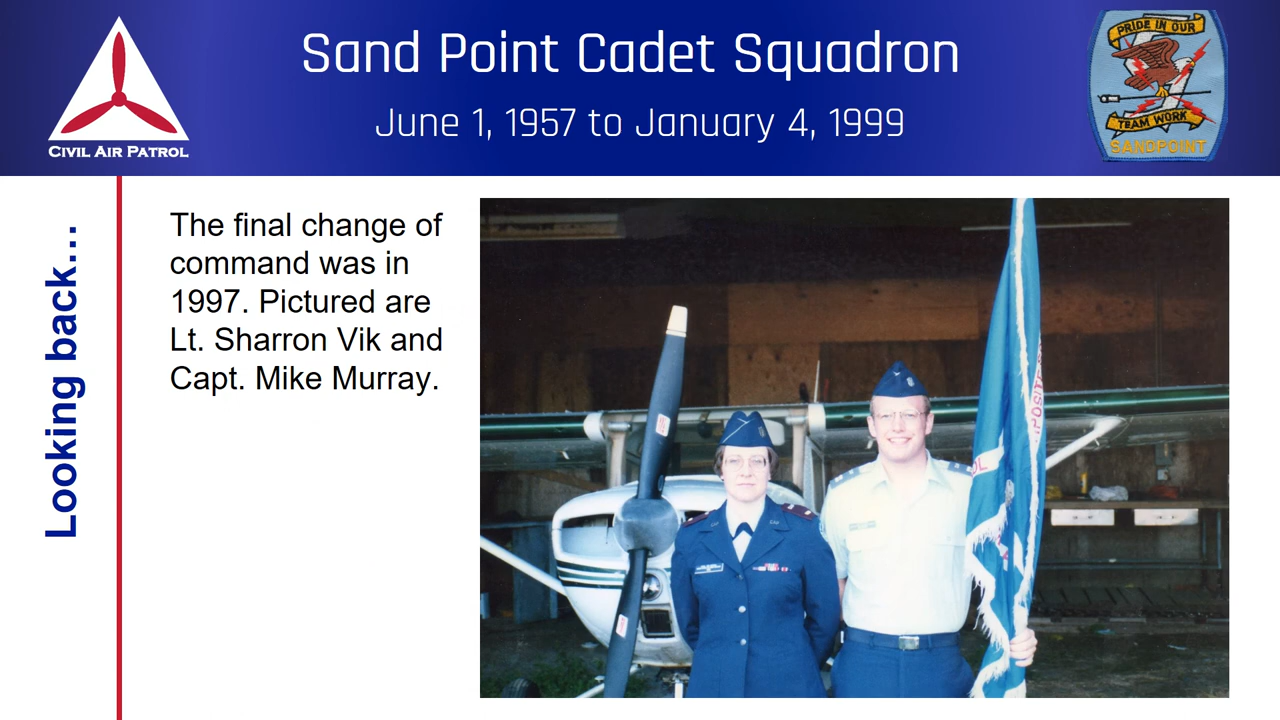 Sand Point Cadet Squadron
June 1, 1957 to January 4, 1999
CIVIL AIR PATROL
PRIDE IN OUR
TEAM WORK
SANDPOINT
Looking back...
The final change of
command was in
1997. Pictured are
Lt. Sharron Vik and
Capt. Mike Murray.